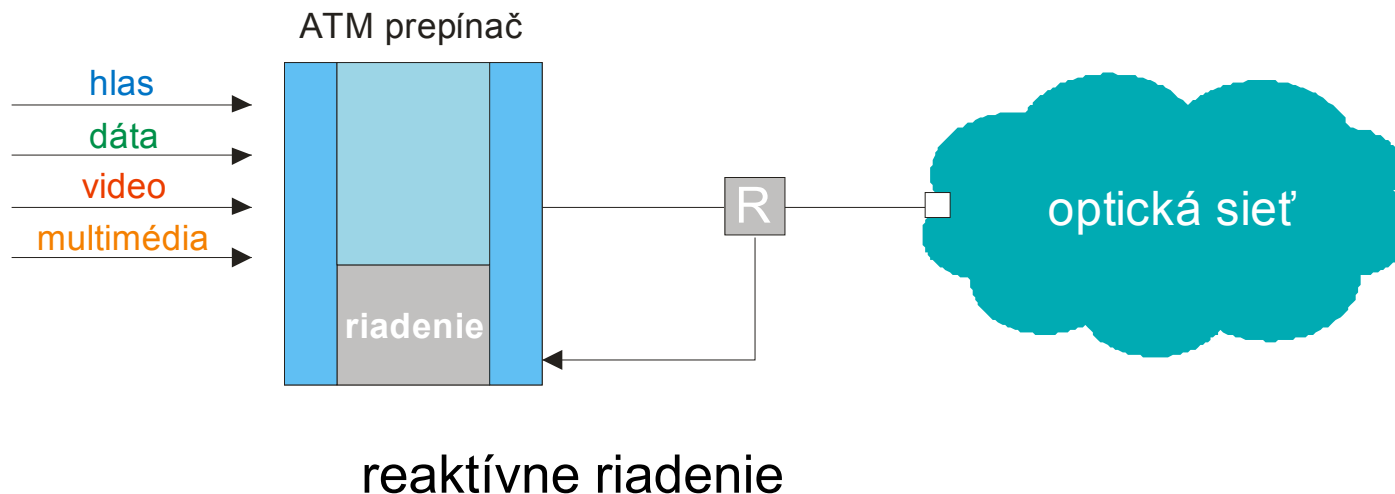 ATM prepínač
hlas
dáta
video
multimédia
riadenie
R
optická sieť
reaktívne riadenie